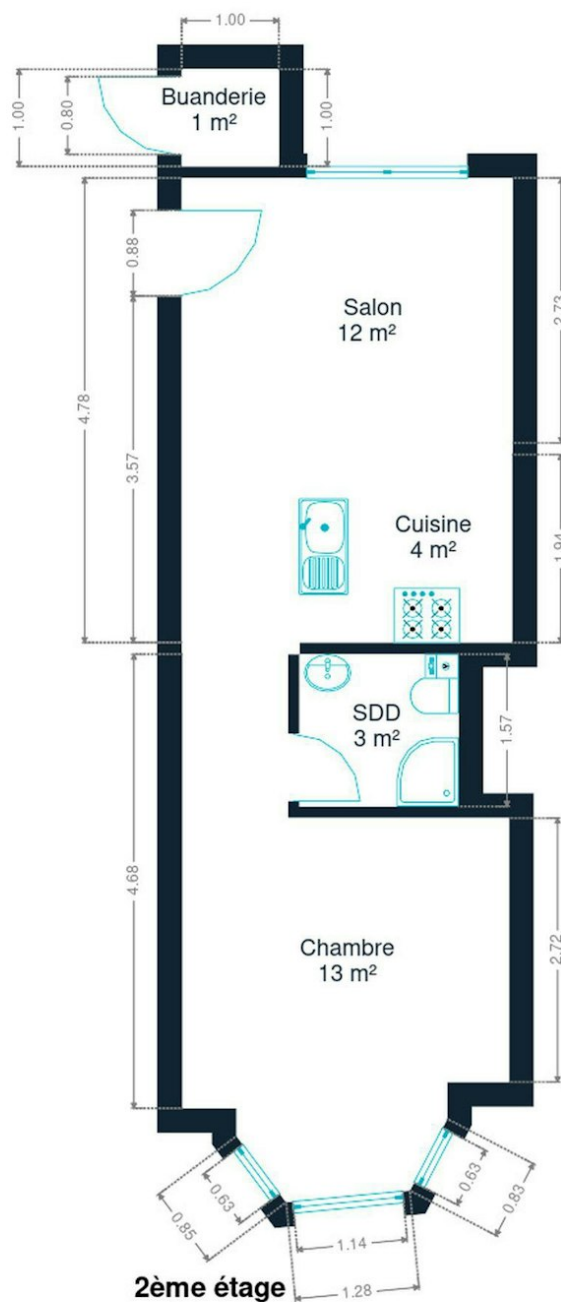 1.00
1.00
0.80
Buanderie
1 m²
1.00
0.88
4.78
3.57
Salon
12 m²
2.73
Cuisine
4 m²
1.94
SDD
3 m²
1.57
4.68
Chambre
13 m²
2.72
0.63
0.85
1.14
1.28
0.63
0.83
2ème étage